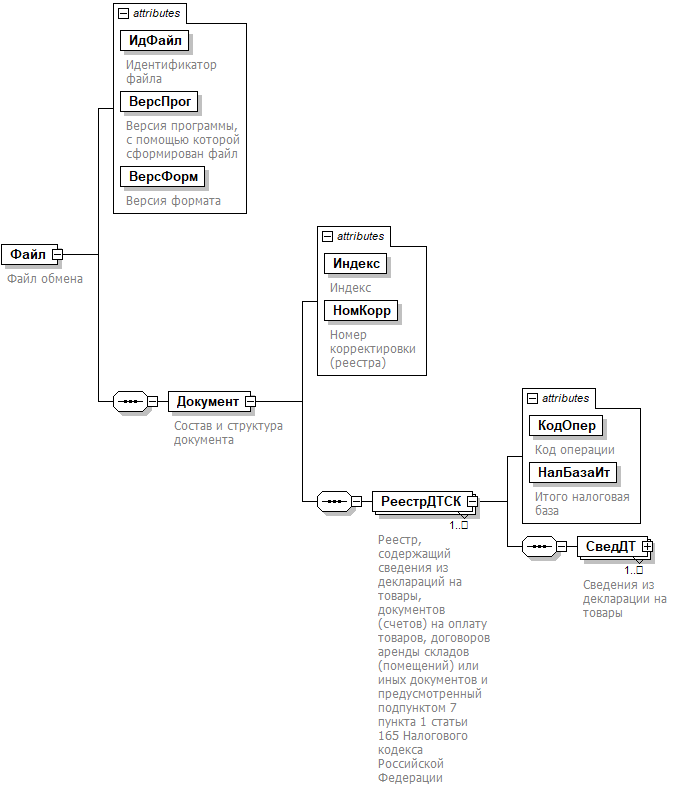 attributes
ИдФайл
Идентификатор
файла
ВерсПрог
Версия программы,
с помощью которой
сформирован файл
ВерсФорм
Версия формата
Файл
Файл обмена
attributes
Индекс
Индекс
НомКорр
Номер
корректировки
(реестра)
Документ
Состав и структура
документа
attributes
КодОпер
Код операции
НалБазаИт
Итого налоговая
база
РеестрДТСК
1..□
Реестр,
содержащий
сведения из
деклараций на
товары,
документов
(счетов) на оплату
товаров, договоров
аренды складов
(помещений) или
иных документов и
предусмотренный
подпунктом 7
пункта 1 статьи
165 Налогового
кодекса
Российской
Федерации
СведДТ
1..□
Сведения из
декларации на
товары